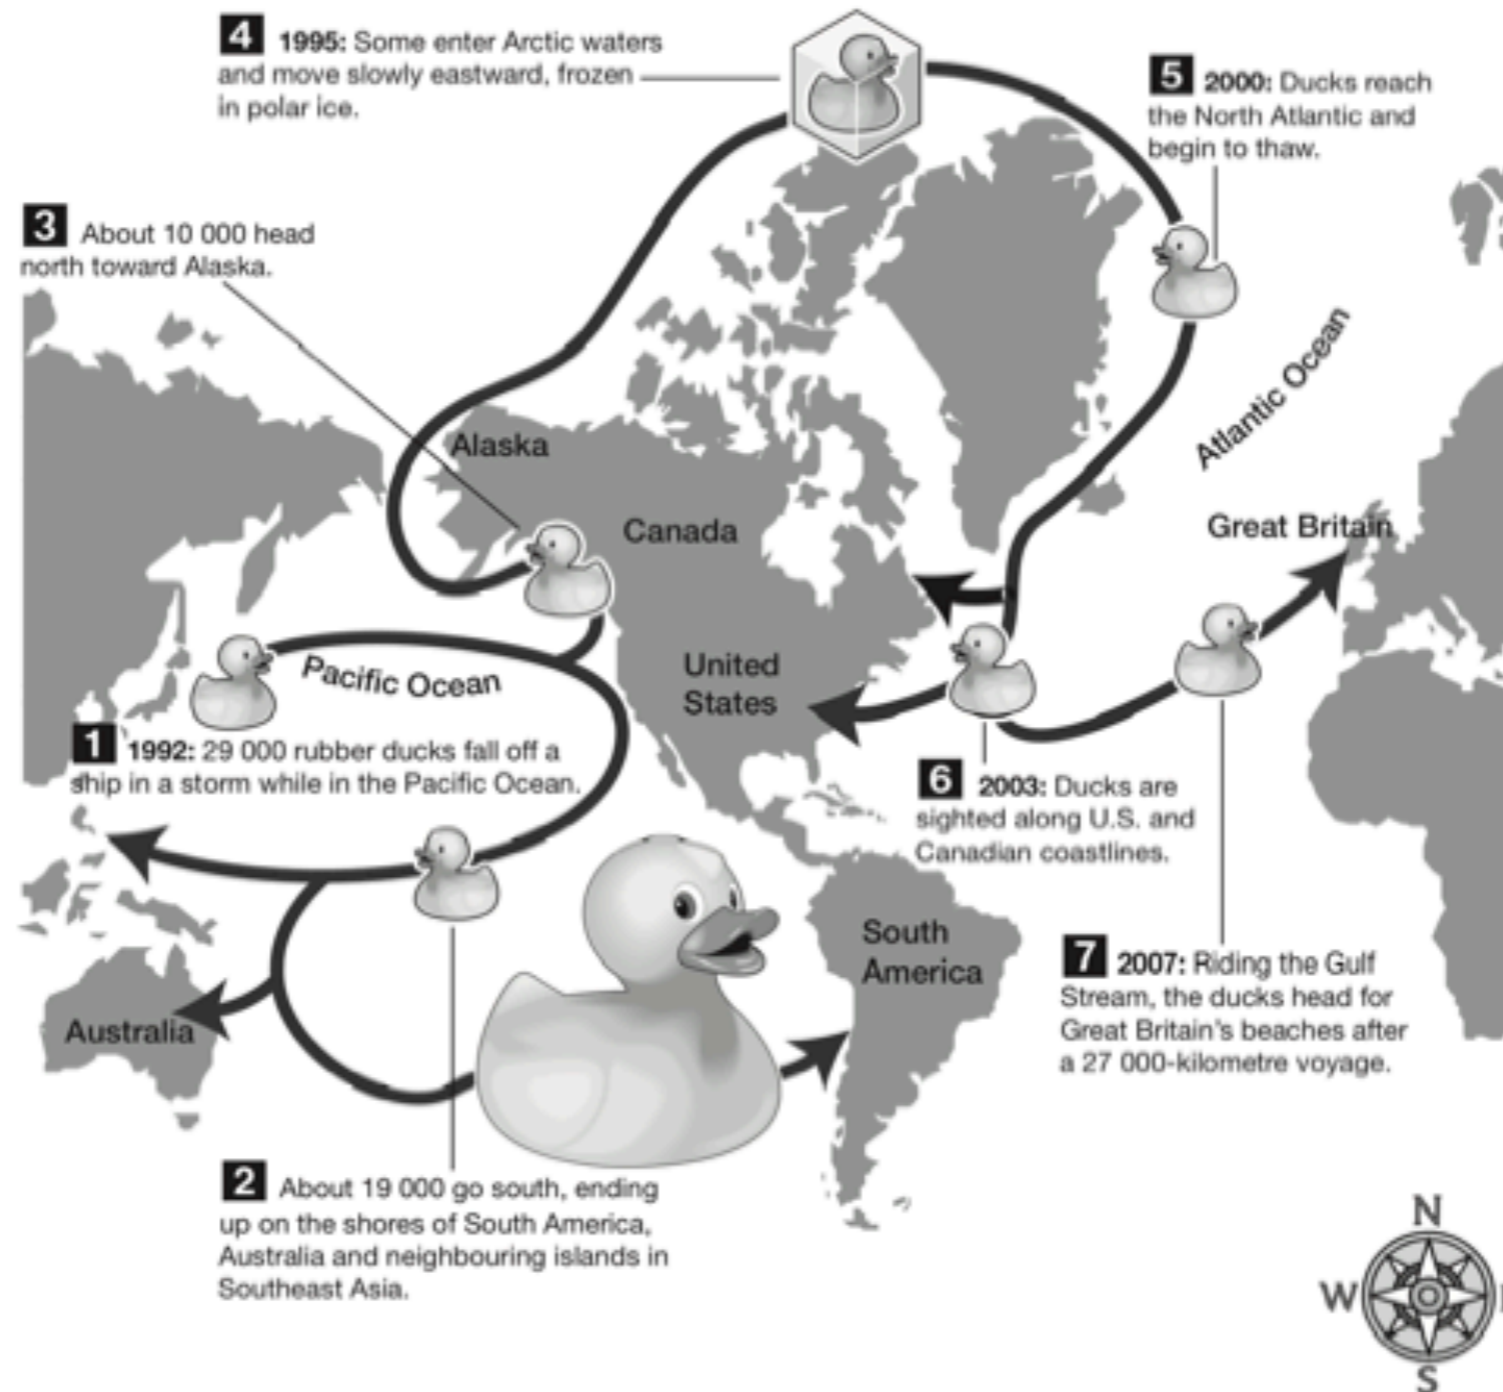 4 1995: Some enter Arctic waters
and move slowly eastward, frozen
in polar ice.
5 2000: Ducks reach
the North Atlantic and
begin to thaw.
3 About 10 000 head
north toward Alaska.
Atlantic Ocean
Alaska
Canada
Great Britain
United
States
Pacific Ocean
1 1992: 29 000 rubber ducks fall off a
ship in a storm while in the Pacific Ocean.
6 2003: Ducks are
sighted along U.S. and
Canadian coastlines.
South
America
7 2007: Riding the Gulf
Stream, the ducks head for
Great Britain's beaches after
a 27 000-kilometre voyage.
Australia
2 About 19 000 go south, ending
up on the shores of South America,
Australia and neighbouring islands in
Southeast Asia.
N
W
S